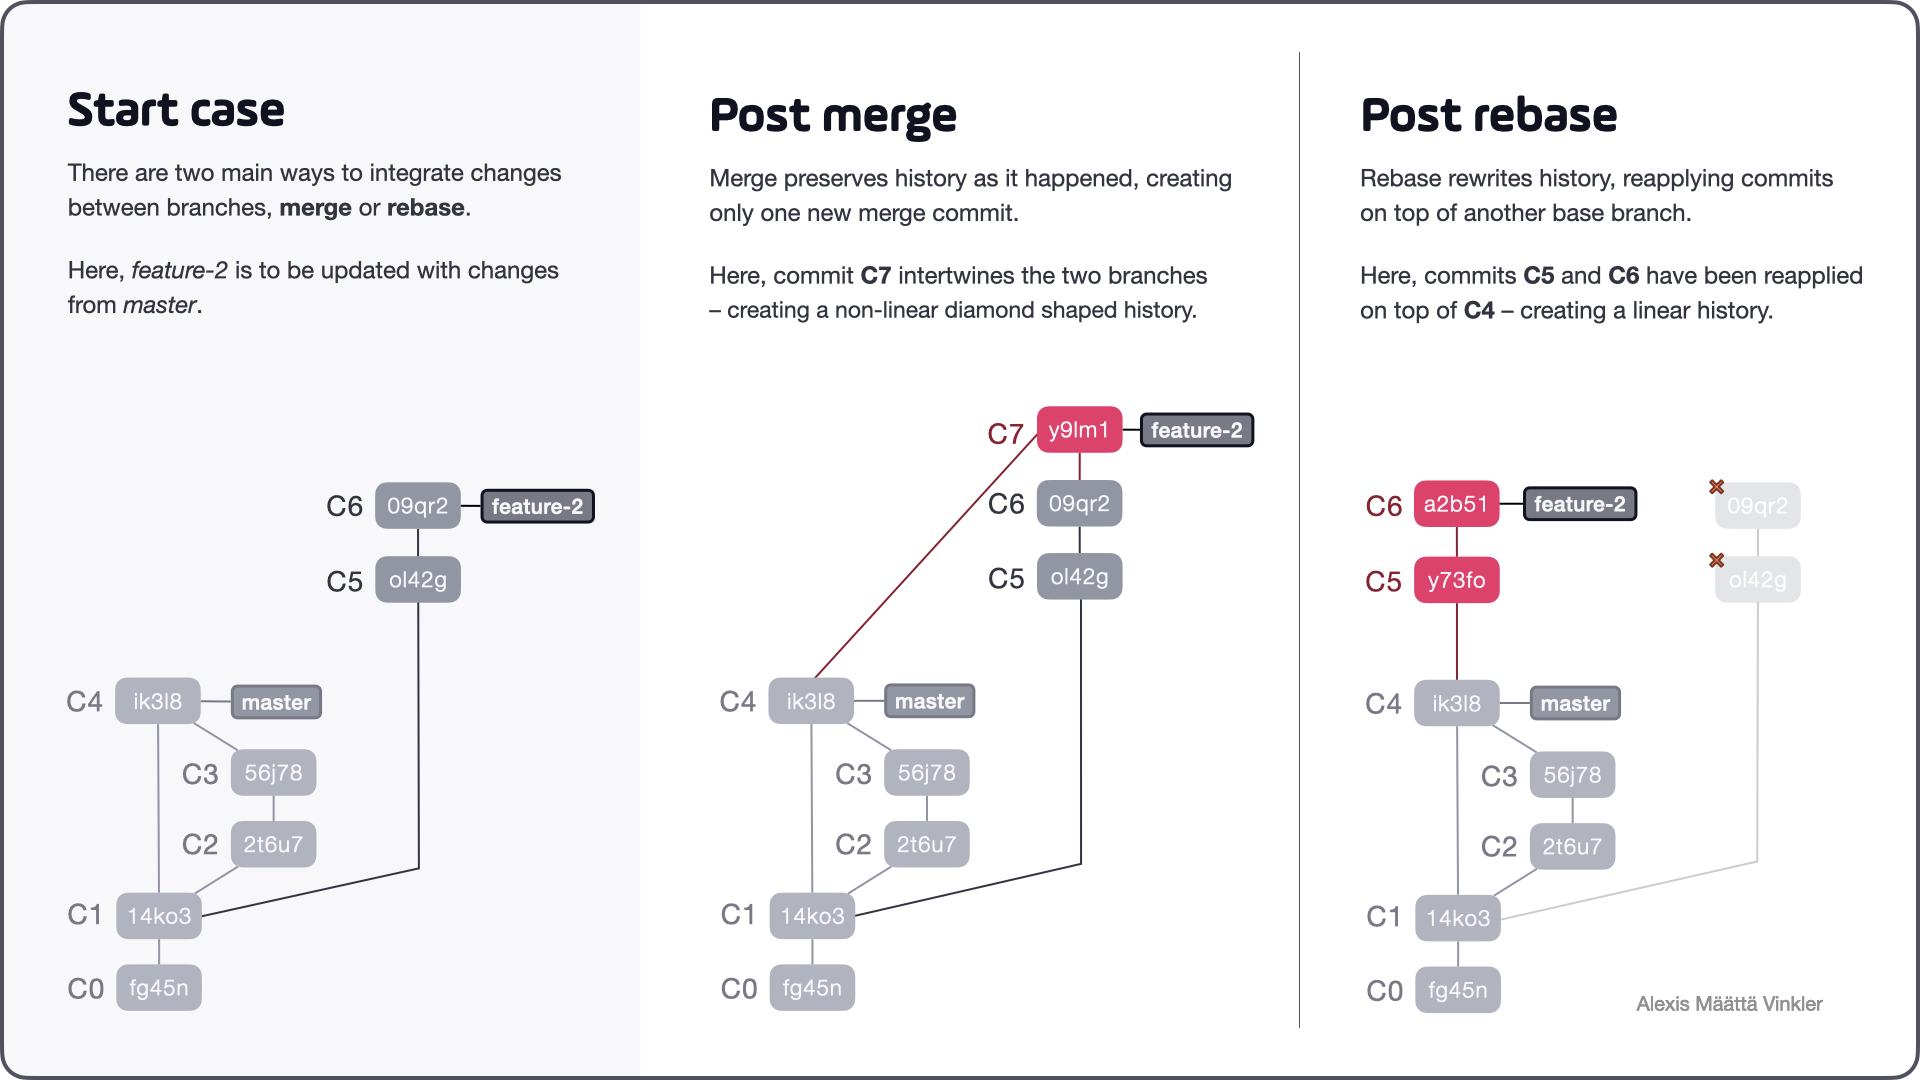 Start case
There are two main ways to integrate changes
between branches, merge or rebase.
Here, feature-2 is to be updated with changes
from master.
C6 09qr2 feature-2
C5 ol42g
C4 ik3l8 master
C3 56j78
C2 2t6u7
C1 14ko3
C0 fg45n
Post merge
Merge preserves history as it happened, creating
only one new merge commit.
Here, commit C7 intertwines the two branches
– creating a non-linear diamond shaped history.
C7 y9lm1 feature-2
C6 09qr2
C5 ol42g
C4 ik3l8 master
C3 56j78
C2 2t6u7
C1 14ko3
C0 fg45n
Post rebase
Rebase rewrites history, reapplying commits
on top of another base branch.
Here, commits C5 and C6 have been reapplied
on top of C4 – creating a linear history.
C6 a2b51 feature-2 09qr2
C5 y73fo ol42g
C4 ik3l8 master
C3 56j78
C2 2t6u7
C1 14ko3
C0 fg45n
Alexis Määttä Vinkler